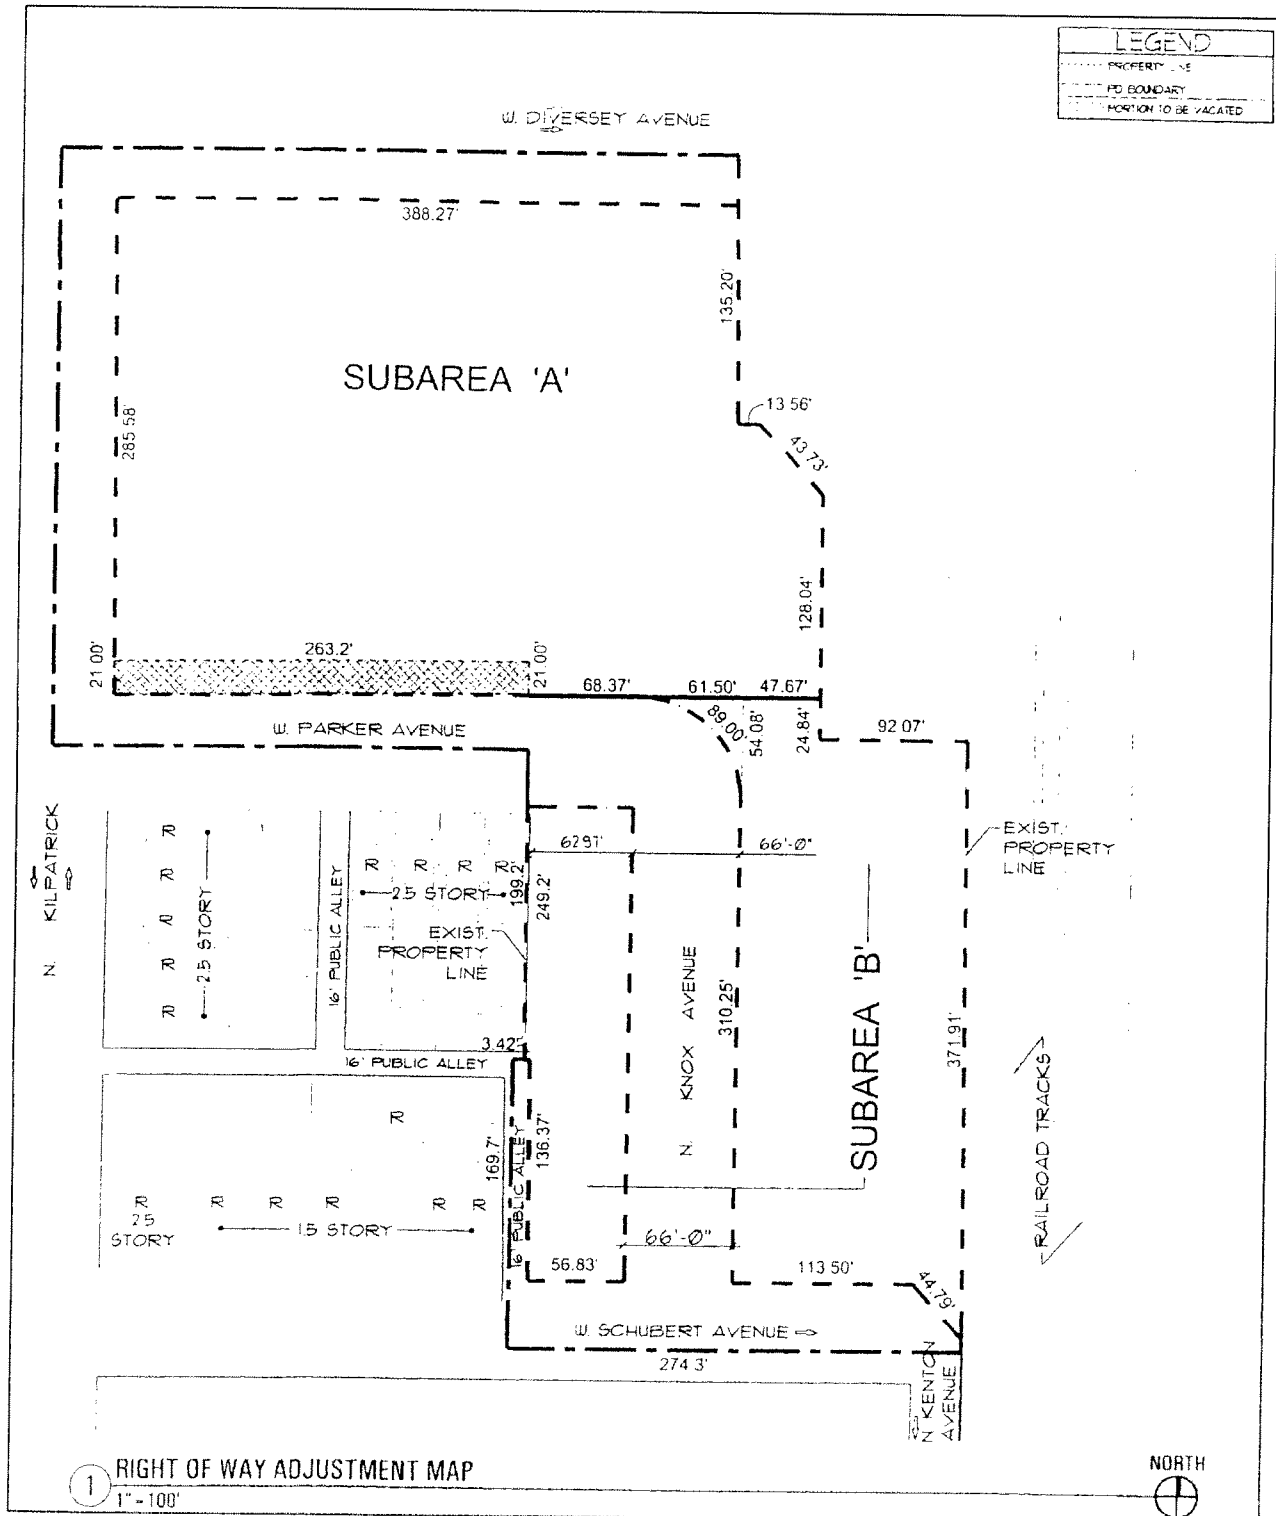 LEGEND
PROPERTY LINE
PD BOUNDARY
PORTION TO BE VACATED
W. DIVERSEY AVENUE
388.27'
135.20'
SUBAREA 'A'
13 56'
43 73'
285 58'
128.04'
263.2'
21 00'
21.00'
68.37'
61.50'
47.67'
W. PARKER AVENUE
89.00'
54.08'
24.84'
92 07'
N. KILPATRICK
2.5 STORY
16' PUBLIC ALLEY
2.5 STORY
199.2'
249.2'
62.97'
66'-0"
EXIST.
PROPERTY
LINE
EXIST.
PROPERTY
LINE
N. KNOX AVENUE
310.25'
SUBAREA 'B'
371.91'
3.42'
16' PUBLIC ALLEY
RAILROAD TRACKS
169.7'
16' PUBLIC ALLEY
136.37'
2.5
STORY
1.5 STORY
66'-0"
56.83'
113 50'
44.79'
W. SCHUBERT AVENUE
274 3'
N KENTON
AVENUE
1
RIGHT OF WAY ADJUSTMENT MAP
1" = 100'
NORTH